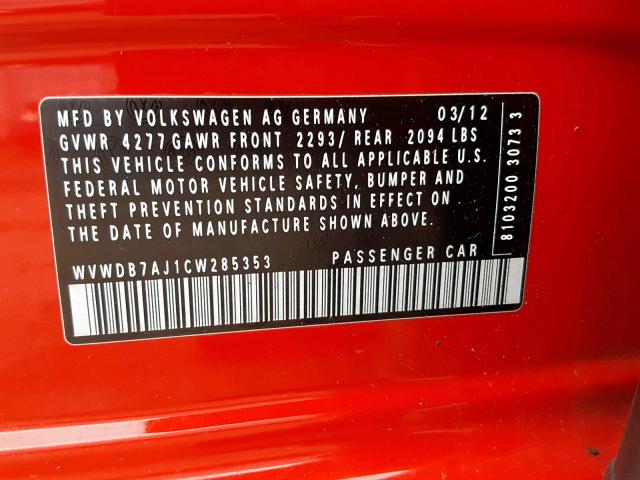 MFD BY VOLKSWAGEN AG GERMANY 03/12
GVWR 4277 GAWR FRONT 2293/ REAR 2094 LBS
THIS VEHICLE CONFORMS TO ALL APPLICABLE U.S.
FEDERAL MOTOR VEHICLE SAFETY, BUMPER AND
THEFT PREVENTION STANDARDS IN EFFECT ON
THE DATE OF MANUFACTURE SHOWN ABOVE.
WVWDB7AJ1CW285353 PASSENGER CAR
8103200 3073 3